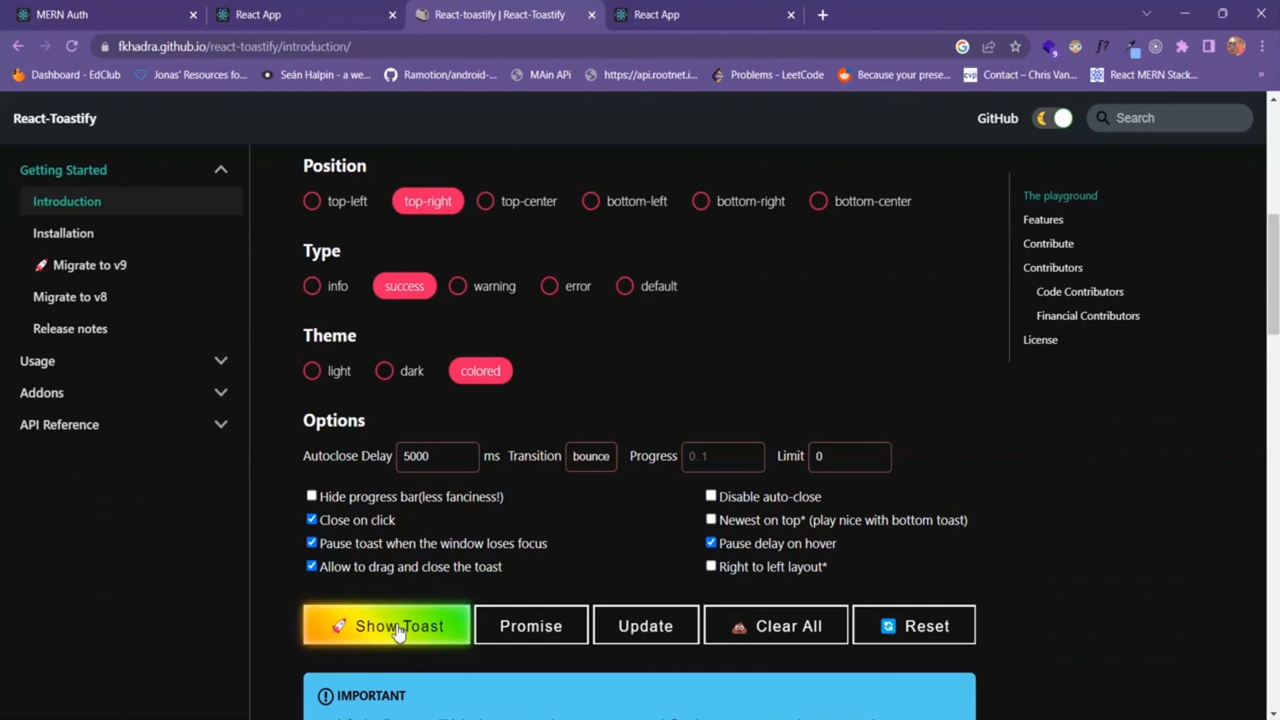 MERN Auth
React App
React-toastify | React-Toastify
React App
fkhadra.github.io/react-toastify/introduction/
Dashboard - EdClub
Jonas' Resources fo...
Seán Halpin - a we...
Ramotion/android-...
MAin APi
https://api.rootnet.i...
Problems - LeetCode
Because your prese...
Contact – Chris Van...
React MERN Stack...
React-Toastify
GitHub
Search
Getting Started
Introduction
Installation
🚀 Migrate to v9
Migrate to v8
Release notes
Usage
Addons
API Reference
Position
top-left top-right top-center bottom-left bottom-right bottom-center
Type
info success warning error default
Theme
light dark colored
Options
Autoclose Delay 5000 ms Transition bounce Progress 0..1 Limit 0
Hide progress bar(less fanciness!)
Disable auto-close
Close on click
Newest on top* (play nice with bottom toast)
Pause toast when the window loses focus
Pause delay on hover
Allow to drag and close the toast
Right to left layout*
🚀 Show Toast
Promise
Update
💩 Clear All
🔄 Reset
IMPORTANT
The playground
Features
Contribute
Contributors
Code Contributors
Financial Contributors
License